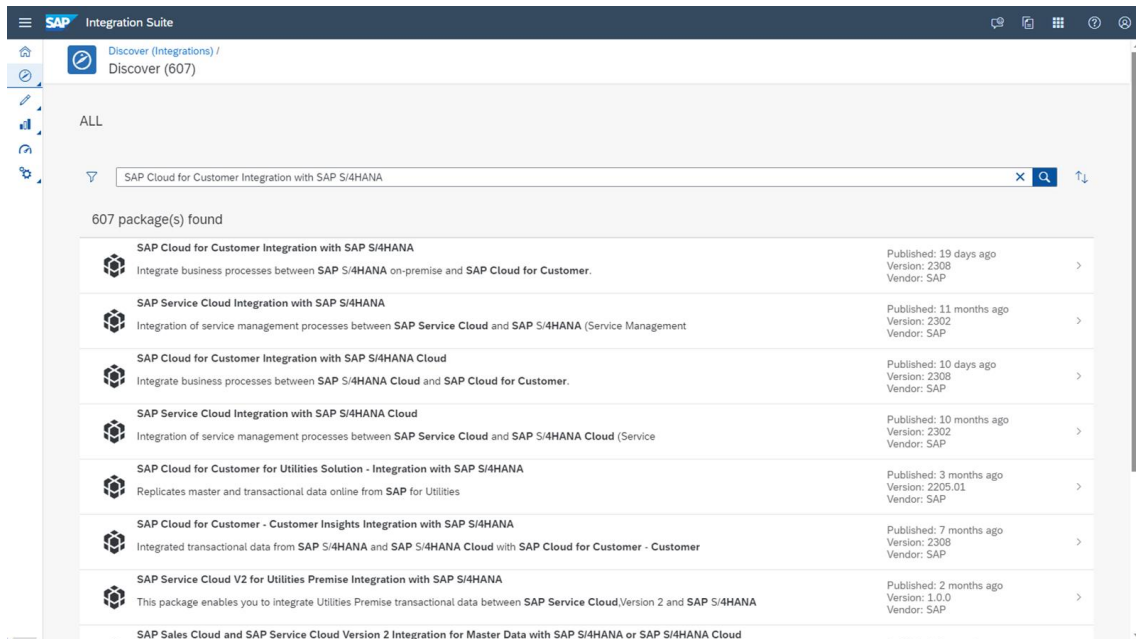 SAP Integration Suite
Discover (Integrations) /
Discover (607)
ALL
SAP Cloud for Customer Integration with SAP S/4HANA
607 package(s) found
SAP Cloud for Customer Integration with SAP S/4HANA
Integrate business processes between SAP S/4HANA on-premise and SAP Cloud for Customer.
Published: 19 days ago
Version: 2308
Vendor: SAP
SAP Service Cloud Integration with SAP S/4HANA
Integration of service management processes between SAP Service Cloud and SAP S/4HANA (Service Management
Published: 11 months ago
Version: 2302
Vendor: SAP
SAP Cloud for Customer Integration with SAP S/4HANA Cloud
Integrate business processes between SAP S/4HANA Cloud and SAP Cloud for Customer.
Published: 10 days ago
Version: 2308
Vendor: SAP
SAP Service Cloud Integration with SAP S/4HANA Cloud
Integration of service management processes between SAP Service Cloud and SAP S/4HANA Cloud (Service
Published: 10 months ago
Version: 2302
Vendor: SAP
SAP Cloud for Customer for Utilities Solution - Integration with SAP S/4HANA
Replicates master and transactional data online from SAP for Utilities
Published: 3 months ago
Version: 2205.01
Vendor: SAP
SAP Cloud for Customer - Customer Insights Integration with SAP S/4HANA
Integrated transactional data from SAP S/4HANA and SAP S/4HANA Cloud with SAP Cloud for Customer - Customer
Published: 7 months ago
Version: 2308
Vendor: SAP
SAP Service Cloud V2 for Utilities Premise Integration with SAP S/4HANA
This package enables you to integrate Utilities Premise transactional data between SAP Service Cloud,Version 2 and SAP S/4HANA
Published: 2 months ago
Version: 1.0.0
Vendor: SAP
SAP Sales Cloud and SAP Service Cloud Version 2 Integration for Master Data with SAP S/4HANA or SAP S/4HANA Cloud